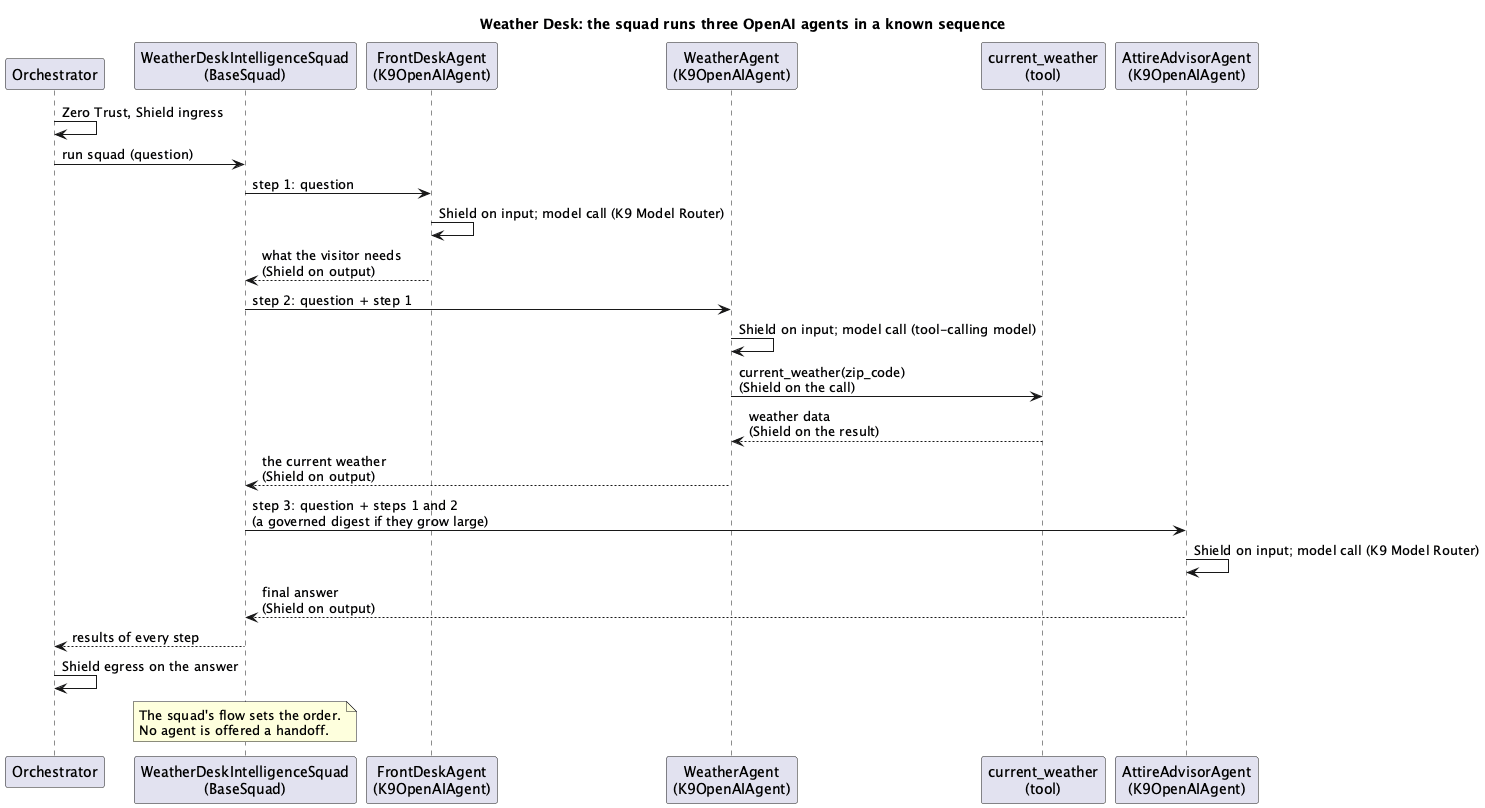 Weather Desk: the squad runs three OpenAI agents in a known sequence
Orchestrator
WeatherDeskIntelligenceSquad
(BaseSquad)
FrontDeskAgent
(K9OpenAIAgent)
WeatherAgent
(K9OpenAIAgent)
current_weather
(tool)
AttireAdvisorAgent
(K9OpenAIAgent)
Zero Trust, Shield ingress
run squad (question)
step 1: question
Shield on input; model call (K9 Model Router)
what the visitor needs
(Shield on output)
step 2: question + step 1
Shield on input; model call (tool-calling model)
current_weather(zip_code)
(Shield on the call)
weather data
(Shield on the result)
the current weather
(Shield on output)
step 3: question + steps 1 and 2
(a governed digest if they grow large)
Shield on input; model call (K9 Model Router)
final answer
(Shield on output)
results of every step
Shield egress on the answer
The squad's flow sets the order.
No agent is offered a handoff.
Orchestrator
WeatherDeskIntelligenceSquad
(BaseSquad)
FrontDeskAgent
(K9OpenAIAgent)
WeatherAgent
(K9OpenAIAgent)
current_weather
(tool)
AttireAdvisorAgent
(K9OpenAIAgent)